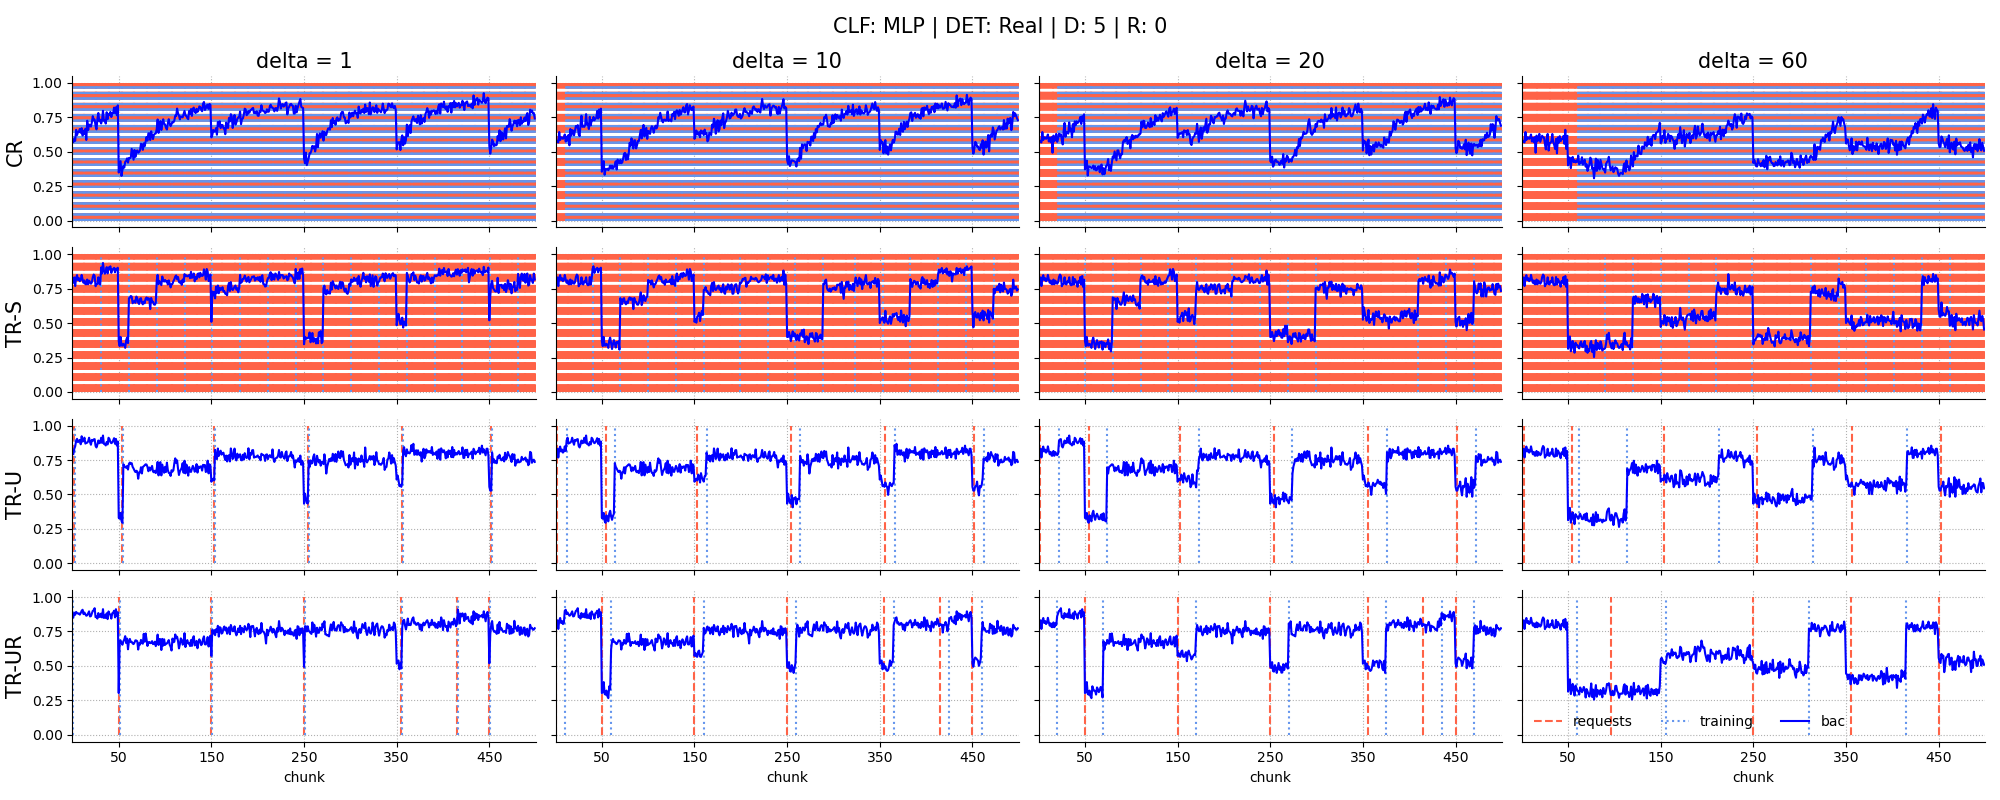 CLF: MLP | DET: Real | D: 5 | R: 0
delta = 1
delta = 10
delta = 20
delta = 60
CR
1.00
0.75
0.50
0.25
0.00
TR-S
1.00
0.75
0.50
0.25
0.00
TR-U
1.00
0.75
0.50
0.25
0.00
TR-UR
1.00
0.75
0.50
0.25
0.00
requests training bac
50 150 250 350 450
50 150 250 350 450
50 150 250 350 450
50 150 250 350 450
chunk
chunk
chunk
chunk